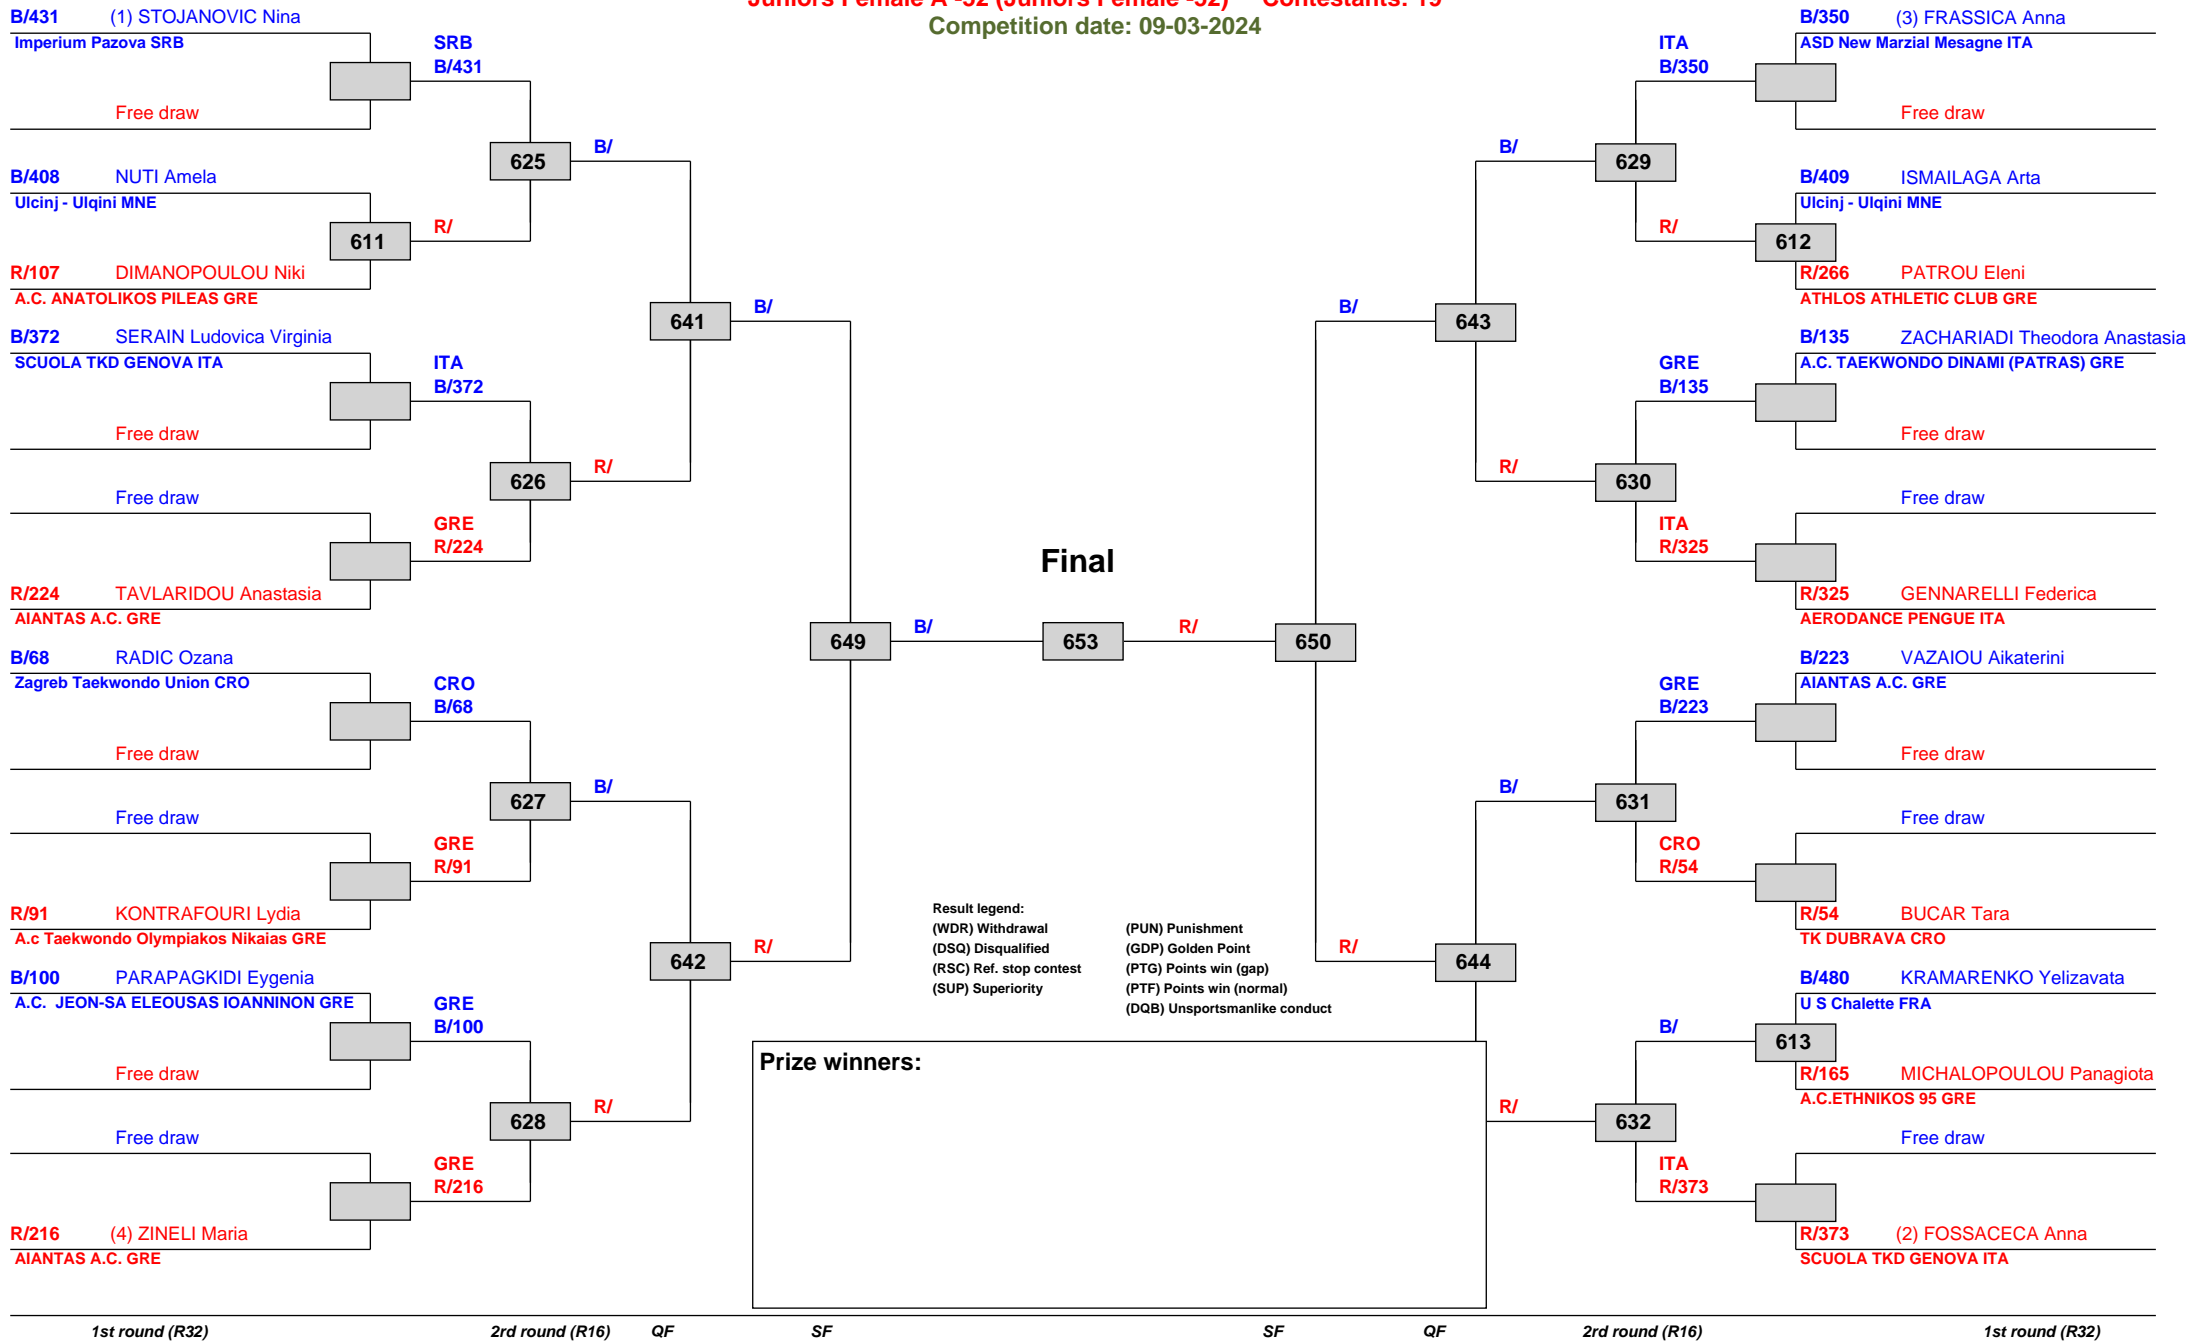 Juniors Female A -52 (Juniors Female -52) Contestants: 19
Competition date: 09-03-2024
B/431 (1) STOJANOVIC Nina
Imperium Pazova SRB
SRB
B/431
Free draw
625
B/
B/408 NUTI Amela
Ulcinj - Ulqini MNE
611
R/
R/107 DIMANOPOULOU Niki
A.C. ANATOLIKOS PILEAS GRE
641
B/
B/372 SERAIN Ludovica Virginia
SCUOLA TKD GENOVA ITA
ITA
B/372
Free draw
626
R/
Free draw
GRE
R/224
R/224 TAVLARIDOU Anastasia
AIANTAS A.C. GRE
649
B/
B/68 RADIC Ozana
Zagreb Taekwondo Union CRO
CRO
B/68
Free draw
627
B/
Free draw
GRE
R/91
R/91 KONTRAFOURI Lydia
A.c Taekwondo Olympiakos Nikaias GRE
642
R/
B/100 PARAPAGKIDI Eygenia
A.C. JEON-SA ELEOUSAS IOANNINON GRE
GRE
B/100
Free draw
628
R/
Free draw
GRE
R/216
R/216 (4) ZINELI Maria
AIANTAS A.C. GRE
Final
653
R/
650
B/350 (3) FRASSICA Anna
ASD New Marzial Mesagne ITA
ITA
B/350
Free draw
B/
629
B/409 ISMAILAGA Arta
Ulcinj - Ulqini MNE
R/
612
R/266 PATROU Eleni
ATHLOS ATHLETIC CLUB GRE
B/
643
B/135 ZACHARIADI Theodora Anastasia
A.C. TAEKWONDO DINAMI (PATRAS) GRE
GRE
B/135
Free draw
R/
630
Free draw
ITA
R/325
R/325 GENNARELLI Federica
AERODANCE PENGUE ITA
B/223 VAZAIOU Aikaterini
AIANTAS A.C. GRE
GRE
B/223
Free draw
B/
631
Free draw
CRO
R/54
R/54 BUCAR Tara
TK DUBRAVA CRO
R/
644
B/480 KRAMARENKO Yelizavata
U S Chalette FRA
B/
613
R/165 MICHALOPOULOU Panagiota
A.C.ETHNIKOS 95 GRE
R/
632
Free draw
ITA
R/373
R/373 (2) FOSSACECA Anna
SCUOLA TKD GENOVA ITA
Result legend:
(WDR) Withdrawal (PUN) Punishment
(DSQ) Disqualified (GDP) Golden Point
(RSC) Ref. stop contest (PTG) Points win (gap)
(SUP) Superiority (PTF) Points win (normal)
(DQB) Unsportsmanlike conduct
Prize winners:
1st round (R32) 2rd round (R16) QF SF SF QF 2rd round (R16) 1st round (R32)